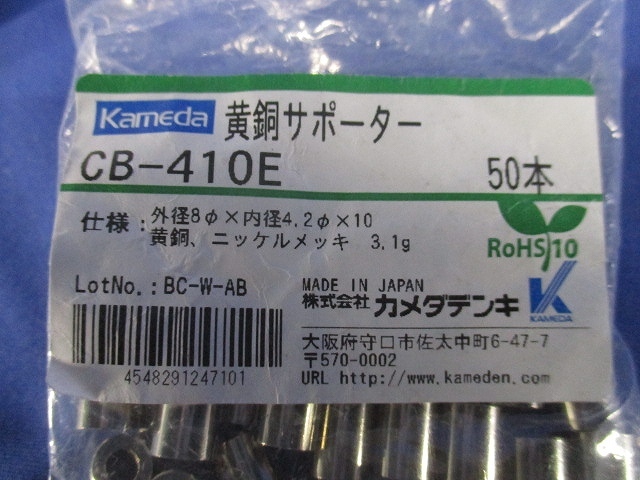 Kameda 黄銅サポーター
CB-410E 50本
仕様：外径8φ×内径4.2φ×10
黄銅、ニッケルメッキ 3.1g
RoHS/10
LotNo.：BC-W-AB
MADE IN JAPAN
株式会社 カメダデンキ
KAMEDA
大阪府守口市佐太中町6-47-7
〒570-0002
URL http://www.kameden.com
4548291247101